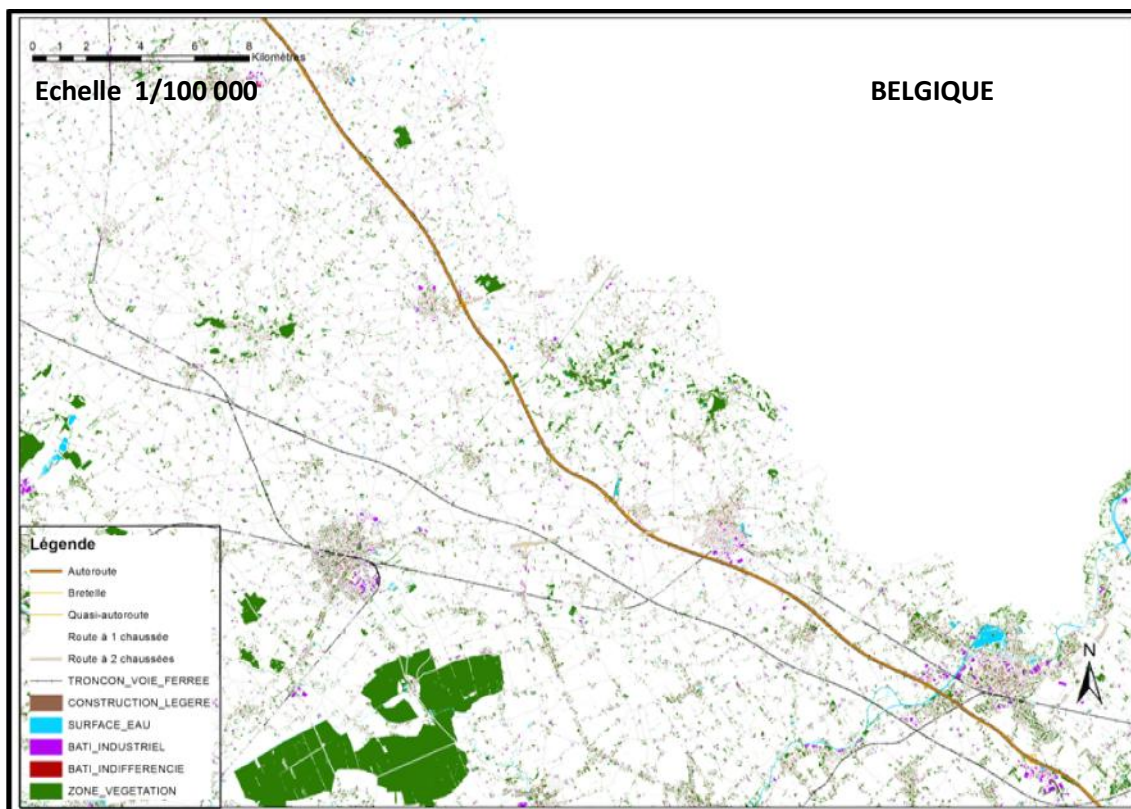 0 1 2 4 6 8
Kilomètres
Echelle 1/100 000
BELGIQUE
N
Légende
Autoroute
Bretelle
Quasi-autoroute
Route à 1 chaussée
Route à 2 chaussées
TRONCON_VOIE_FERREE
CONSTRUCTION_LEGERE
SURFACE_EAU
BATI_INDUSTRIEL
BATI_INDIFFERENCIE
ZONE_VEGETATION